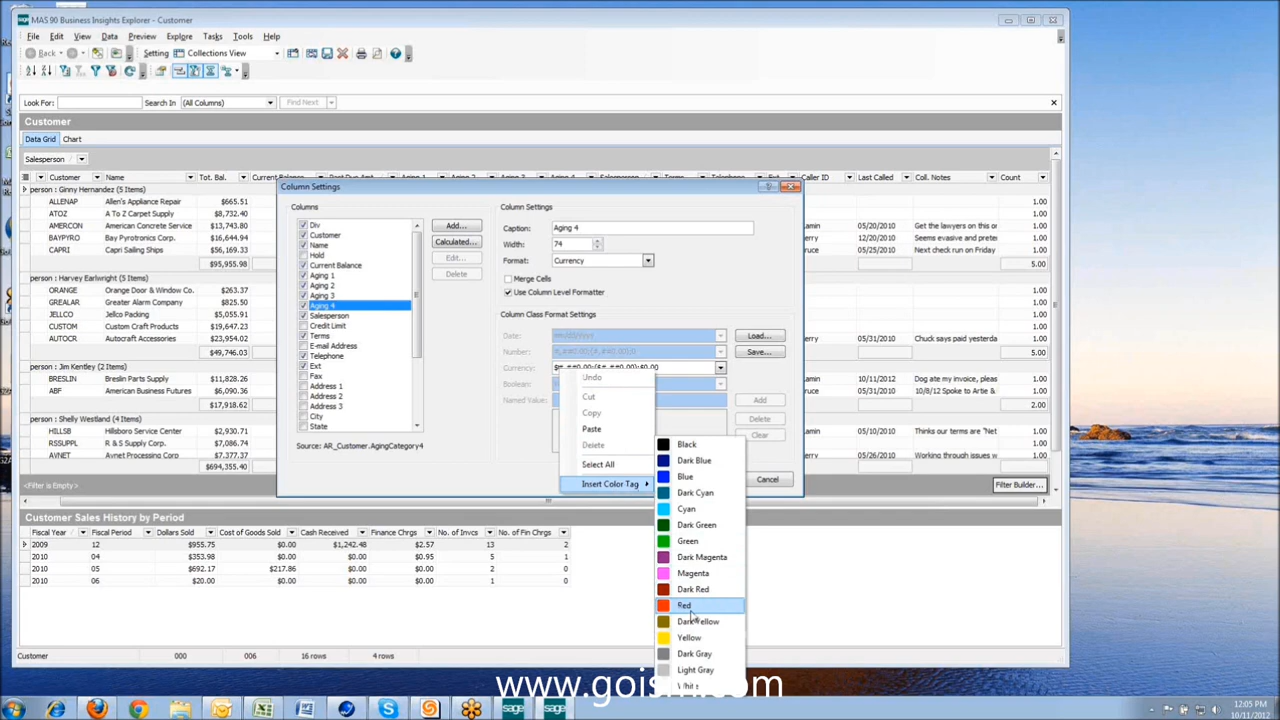 MAS 90 Business Insights Explorer - Customer
File Edit View Data Preview Explore Tasks Tools Help
Back Setting Collections View
Look For: Search In (All Columns) Find Next
Customer
Data Grid Chart
Salesperson
Customer Name Tot. Bal. Caller ID Last Called Coll. Notes Count
person : Ginny Hernandez (5 Items)
ALLENAP Allen's Appliance Repair $665.51 05/20/2010 Get the lawyers on this or 1.00
ATOZ A To Z Carpet Supply $8,732.40 1.00
AMERCON American Concrete Service $13,743.80 lamin 05/20/2010 1.00
BAYPYRO Bay Pyrotronics Corp. $16,643.79 erry 05/26/2010 Seems evasive and prete 1.00
CAPRI Capri Sailing Ships $56,169.33 erry 05/25/2010 Next check run on Friday 1.00
$95,955.98 5.00
person : Harvey Earlwright (5 Items)
ORANGE Orange Door & Window Co. $263.37 1.00
GREALAR Greater Alarm Company $825.50 1.00
JELLCO Jellco Packing $5,055.91 1.00
CUSTOM Custom Craft Products $19,647.23 1.00
AUTOCR Autocraft Accessories $23,954.02 Chuck says paid yesterda 1.00
$49,746.03 5.00
person : Jim Kentley (2 Items)
BRESLIN Breslin Parts Supply $11,828.26 10/11/2012 Dog ate my invoice, pleas 1.00
ABF American Business Futures $6,090.36 10/8/12 Spoke to Artie & 1.00
$17,918.62 2.00
person : Shelly Westland (4 Items)
HILLSB Hillsboro Service Center Thinks our terms are "Net 1.00
RSSUPPL R & S Supply Corp. 1.00
AVNET Avnet Processing Corp Working through issues w 1.00
$694,355.40
<Filter is Empty> Filter Builder...
Column Settings
Columns
Div
Customer
Name
Hold
Current Balance
Aging 1
Aging 2
Aging 3
Aging 4
Salesperson
Credit Limit
Terms
E-mail Address
Telephone
Ext
Fax
Address 1
Address 2
Address 3
City
State
Source: AR_Customer.AgingCategory4
Add...
Calculated...
Edit...
Delete
Column Settings
Caption: Aging 4
Width: 74
Format: Currency
Merge Cells
Use Column Level Formatter
Column Class Format Settings
Date: Load...
Number: Save...
Currency:
Boolean:
Named Value: Add
Delete
Clear
Cancel
Undo
Cut
Copy
Paste
Delete
Select All
Insert Color Tag
Black
Dark Blue
Blue
Dark Cyan
Cyan
Dark Green
Green
Dark Magenta
Magenta
Dark Red
Red
Dark Yellow
Yellow
Dark Gray
Light Gray
White
Customer Sales History by Period
Fiscal Year Fiscal Period Dollars Sold Cost of Goods Sold Cash Received Finance Chrgs No. of Invcs No. of Fin Chrgs
2009 12 $955.75 $0.00 $1,242.48 $2.57 13 2
2010 04 $353.98 $0.00 $0.00 $0.95 5 1
2010 05 $692.17 $217.86 $0.00 $0.00 2 0
2010 06 $20.00 $0.00 $0.00 $0.00 1 0
Customer 000 006 16 rows 4 rows
12:05 PM
10/11/2012